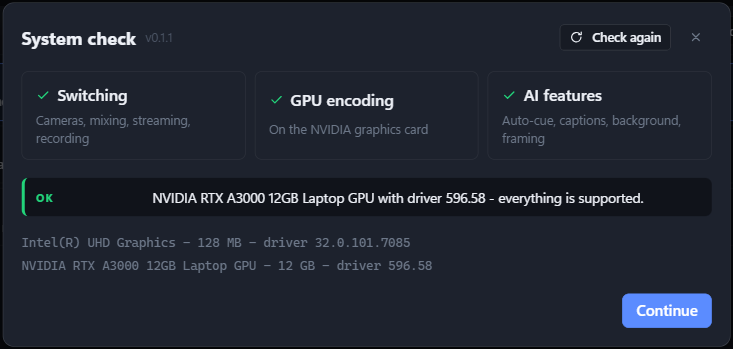 System check v0.1.1
Check again
Switching
Cameras, mixing, streaming,
recording
GPU encoding
On the NVIDIA graphics card
AI features
Auto-cue, captions, background,
framing
OK
NVIDIA RTX A3000 12GB Laptop GPU with driver 596.58 - everything is supported.
Intel(R) UHD Graphics – 128 MB – driver 32.0.101.7085
NVIDIA RTX A3000 12GB Laptop GPU – 12 GB – driver 596.58
Continue